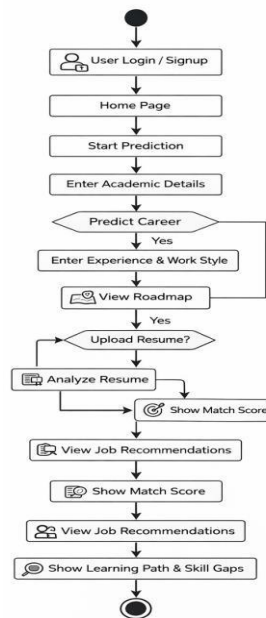 User Login / Signup
Home Page
Start Prediction
Enter Academic Details
Predict Career
Yes
Enter Experience & Work Style
View Roadmap
Yes
Upload Resume?
Analyze Resume
Show Match Score
View Job Recommendations
Show Match Score
View Job Recommendations
Show Learning Path & Skill Gaps